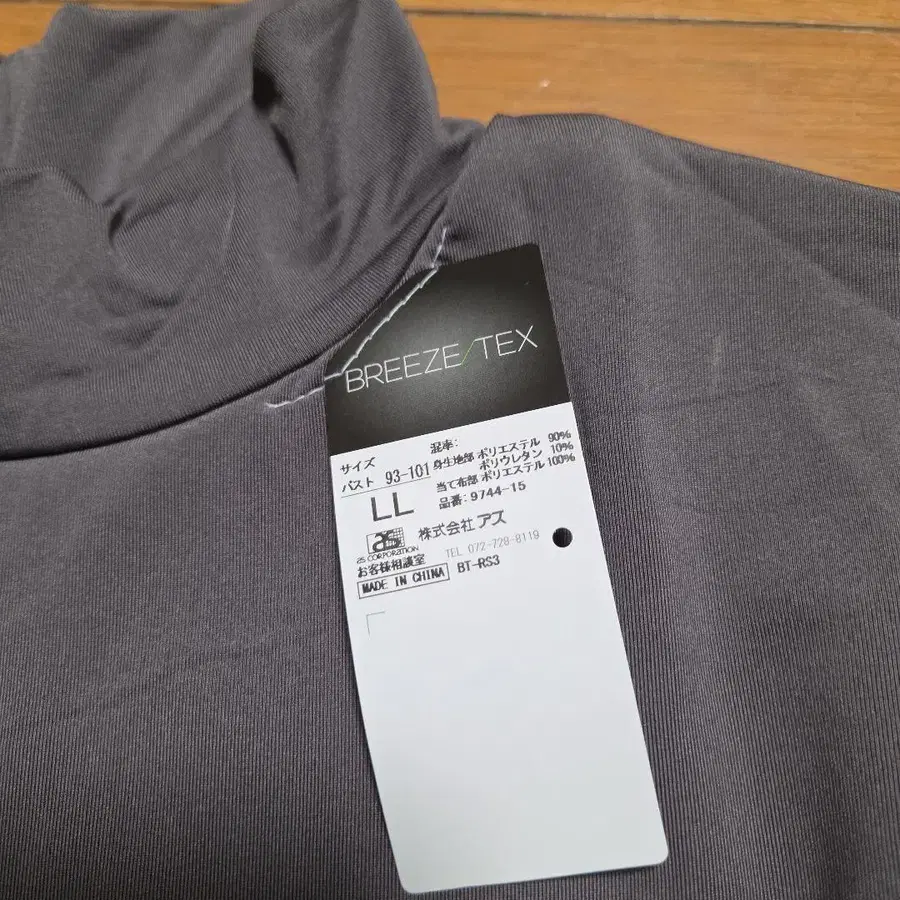 BREEZE/TEX
サイズ
バスト 93-101
LL
混率:
身生地部 ポリエステル 90%
ポリウレタン 10%
当て布部 ポリエステル 100%
品番: 9744-15
as
as CORPORATION
株式会社 アズ
お客様相談室 TEL 072-728-8119
MADE IN CHINA BT-RS3